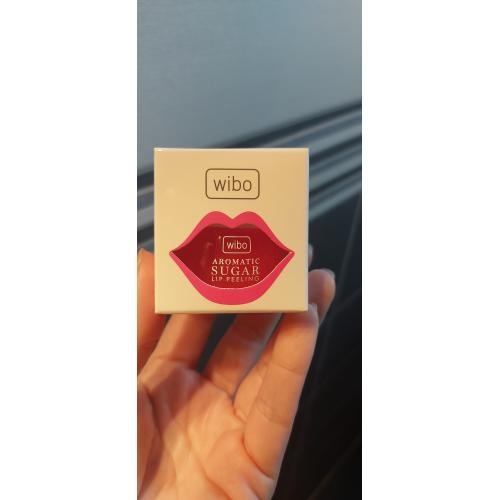 wibo
wibo
AROMATIC
SUGAR
LIP PEELING